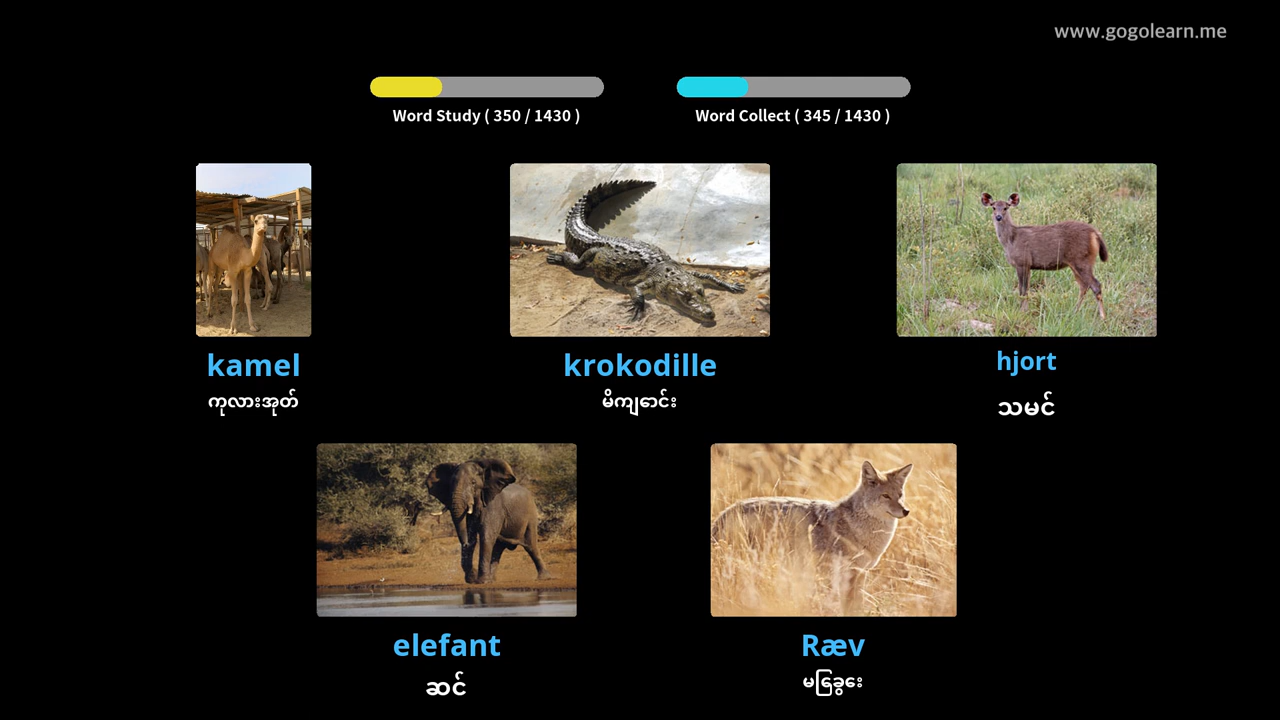 www.gogolearn.me
Word Study ( 350 / 1430 )
Word Collect ( 345 / 1430 )
kamel
ကုလားအုတ်
krokodille
မိကျောင်း
hjort
သမင်
elefant
ဆင်
Ræv
မြေခွေး